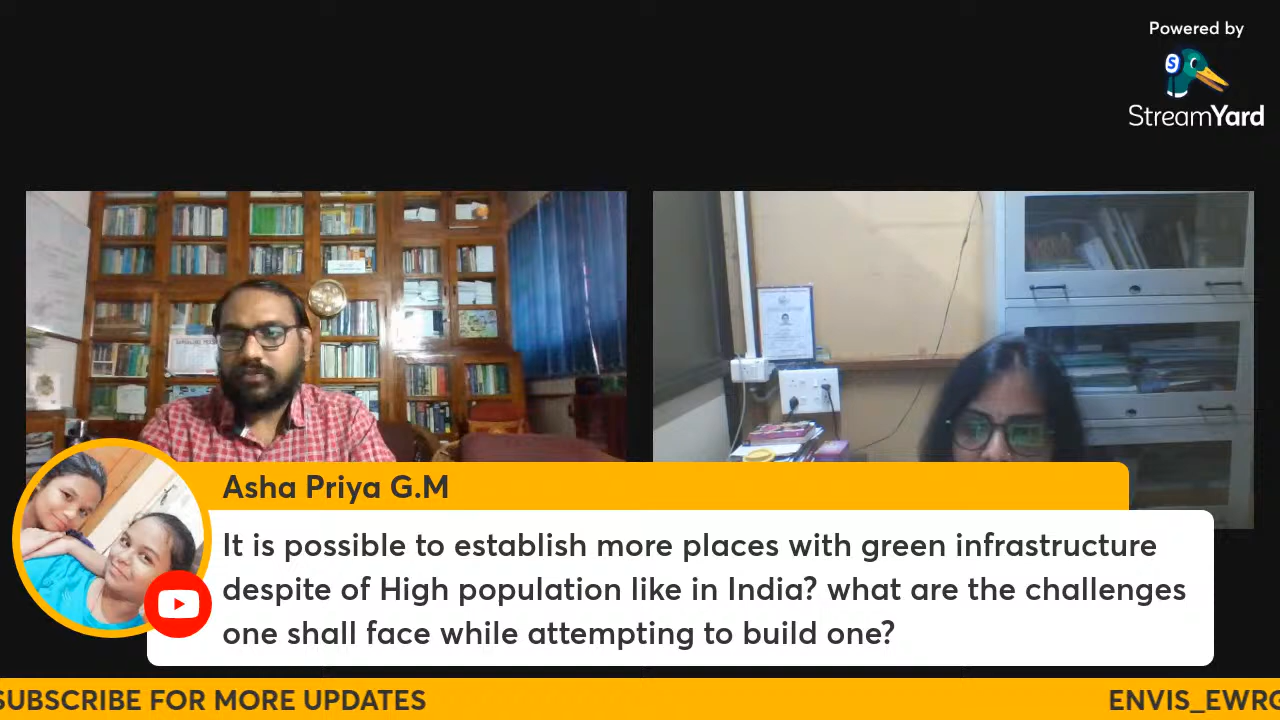 Powered by
S
StreamYard
Asha Priya G.M
It is possible to establish more places with green infrastructure
despite of High population like in India? what are the challenges
one shall face while attempting to build one?
SUBSCRIBE FOR MORE UPDATES
ENVIS_EWRG